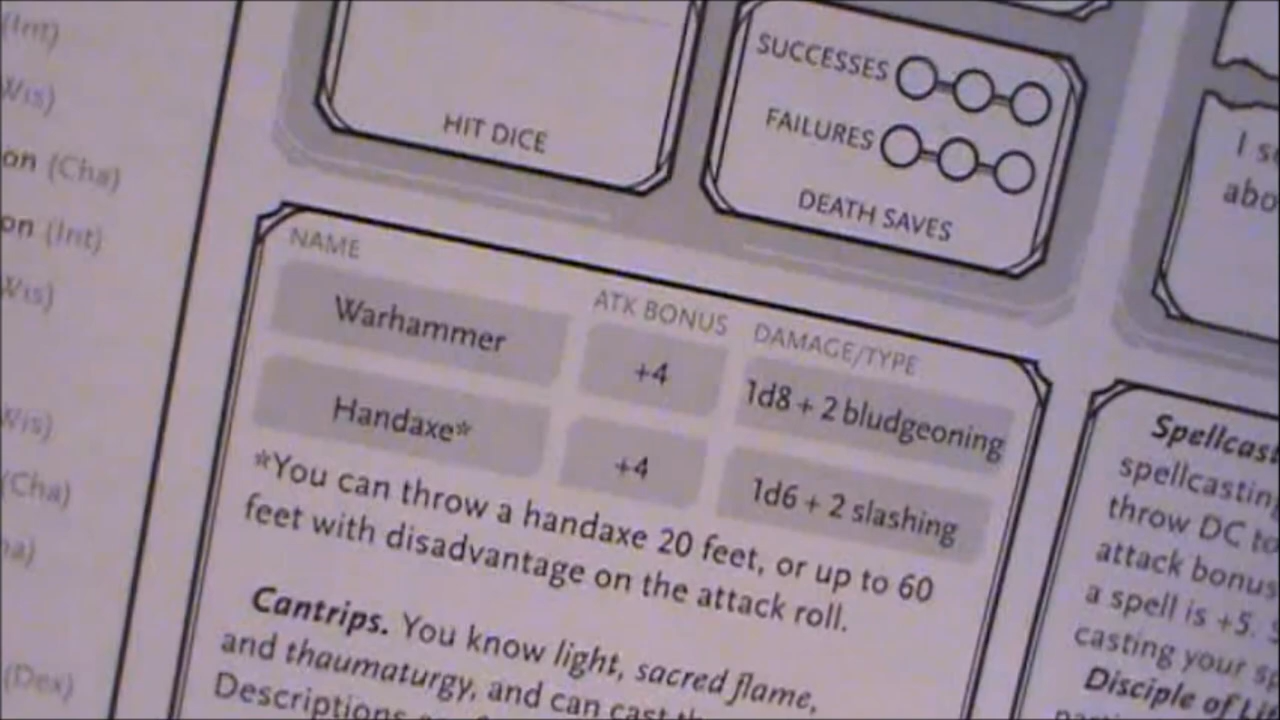 (Int)
Wis)
on (Cha)
on (Int)
Wis)
Wis)
(Cha)
(Dex)
HIT DICE
SUCCESSES
FAILURES
DEATH SAVES
NAME ATK BONUS DAMAGE/TYPE
Warhammer +4 1d8 + 2 bludgeoning
Handaxe* +4 1d6 + 2 slashing
*You can throw a handaxe 20 feet, or up to 60
feet with disadvantage on the attack roll.
Cantrips. You know light, sacred flame,
and thaumaturgy, and can cast
Descriptions
I
abo
Spellcast
spellcasting
throw DC to
attack bonus
a spell is +5.
casting your sp
Disciple of Li